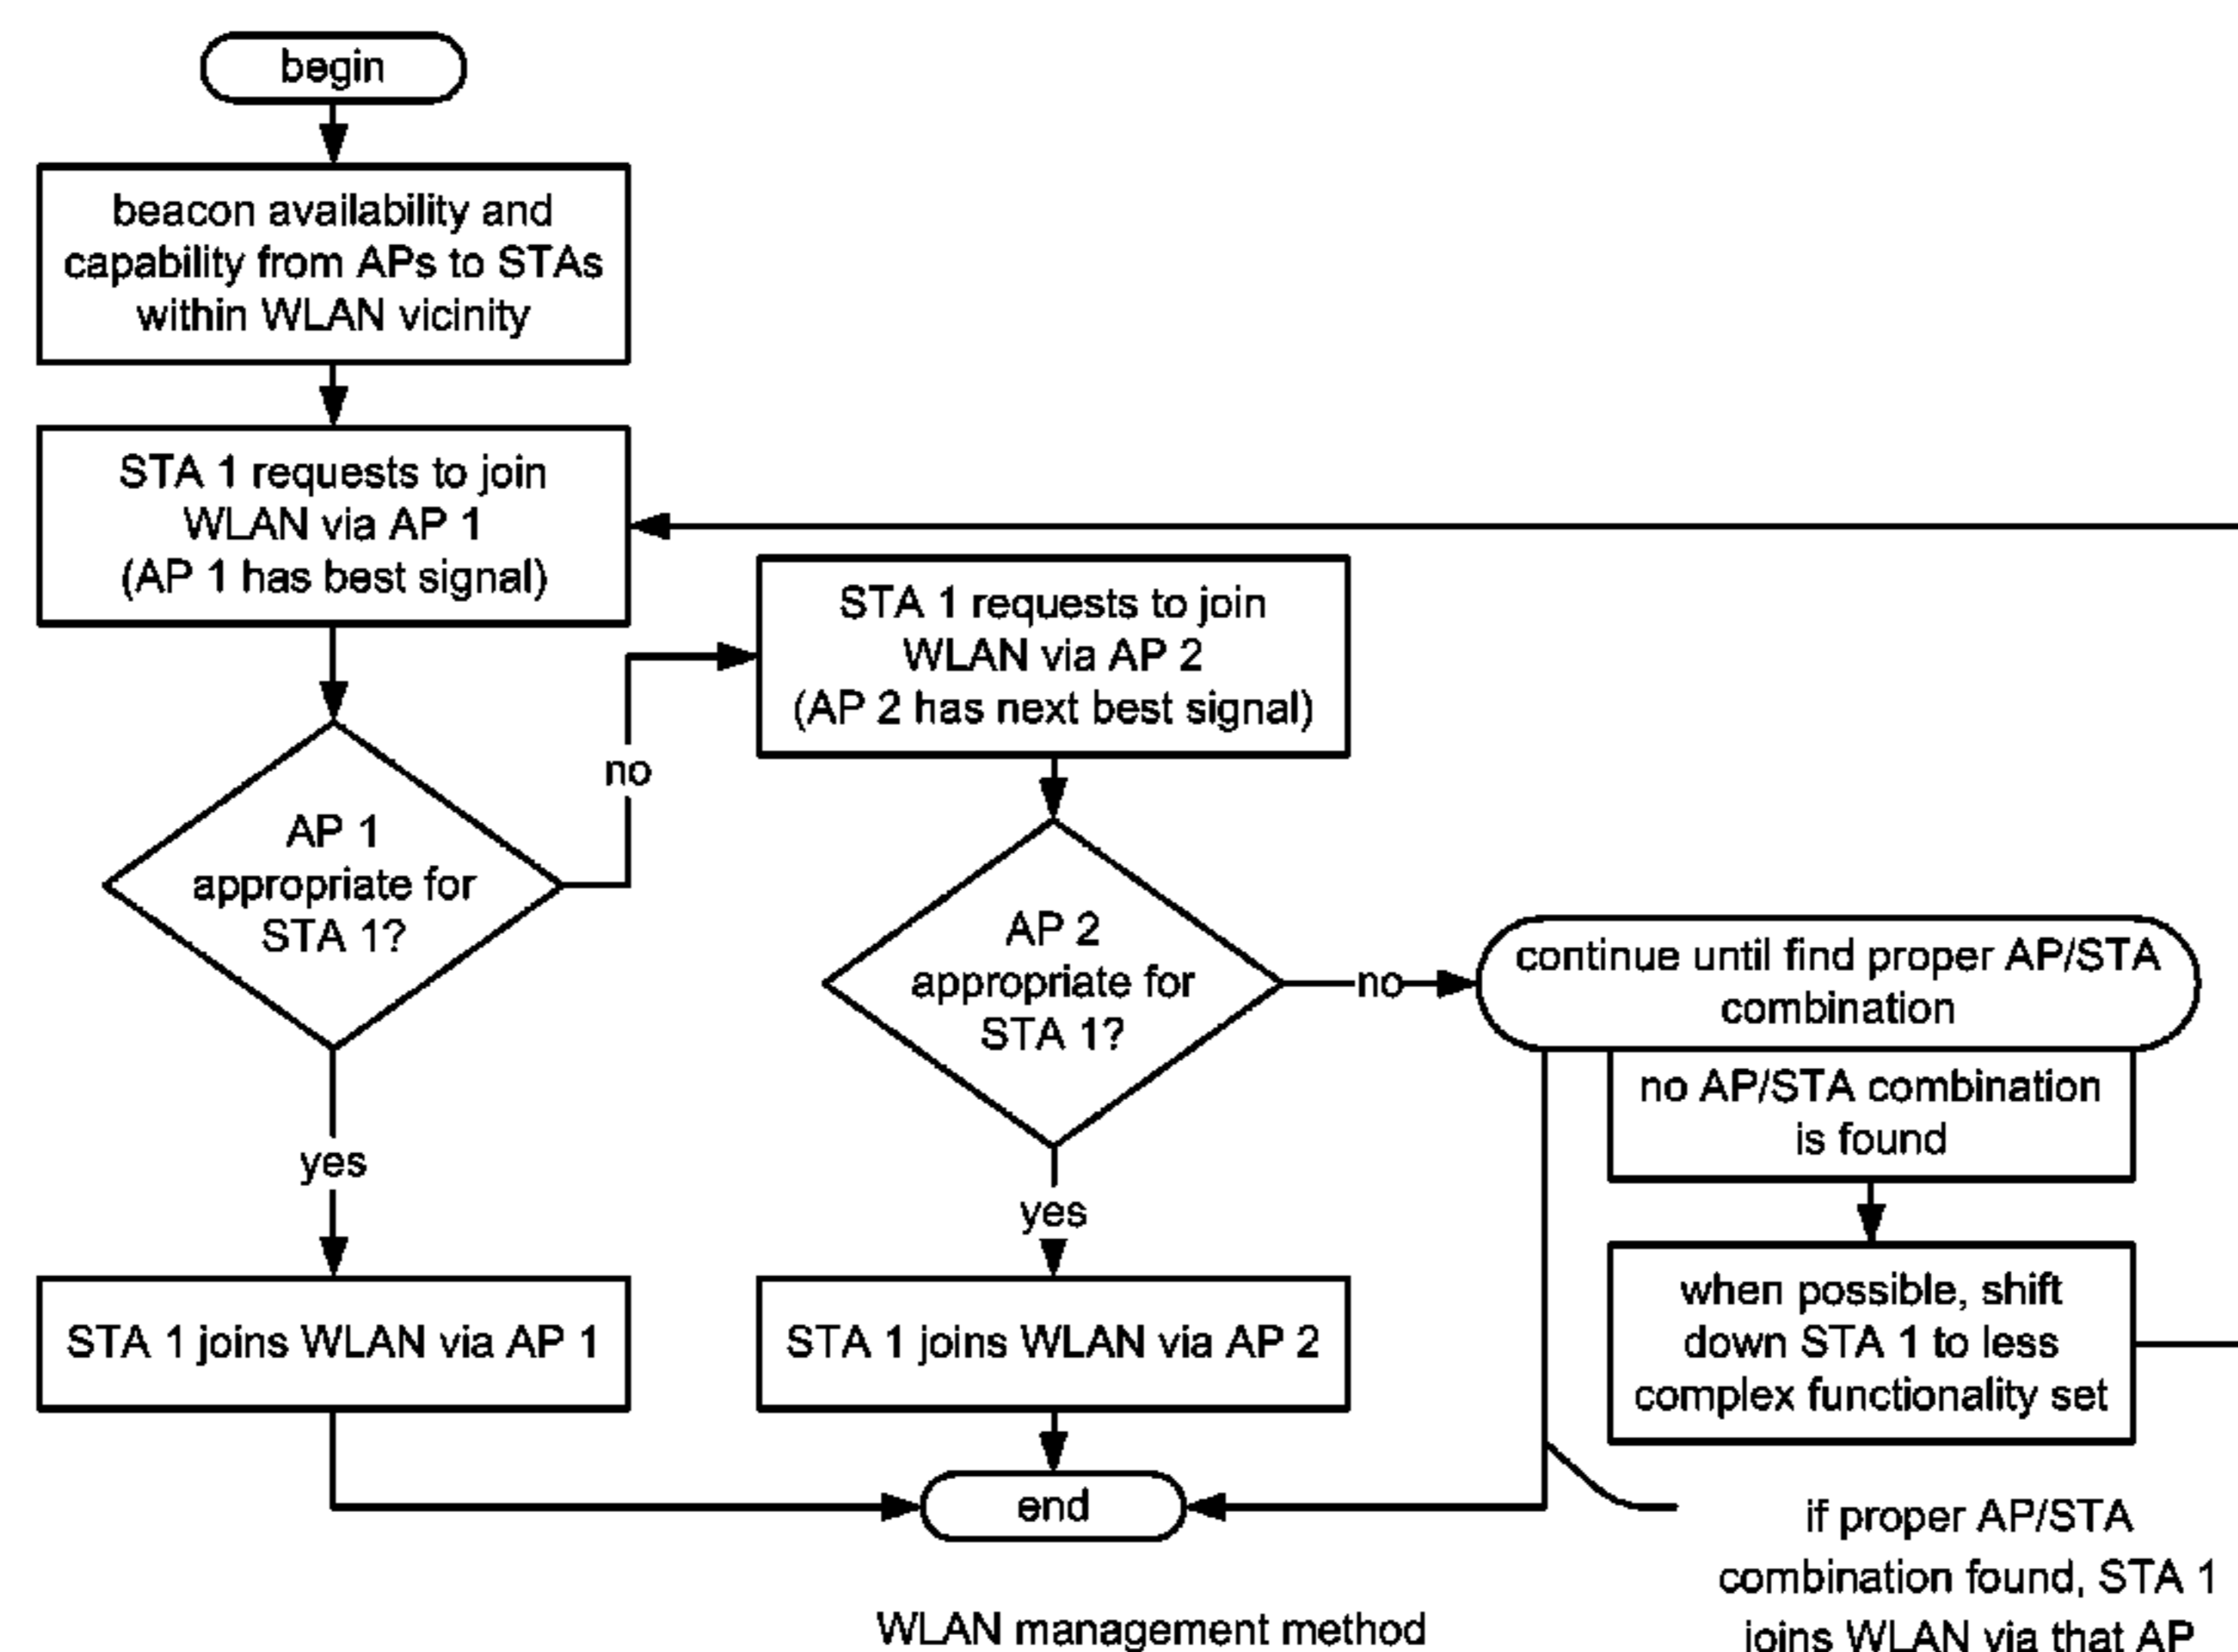 begin
beacon availability and
capability from APs to STAs
within WLAN vicinity
STA 1 requests to join
WLAN via AP 1
(AP 1 has best signal)
AP 1
appropriate for
STA 1?
no
yes
STA 1 joins WLAN via AP 1
STA 1 requests to join
WLAN via AP 2
(AP 2 has next best signal)
AP 2
appropriate for
STA 1?
no
yes
STA 1 joins WLAN via AP 2
continue until find proper AP/STA
combination
no AP/STA combination
is found
when possible, shift
down STA 1 to less
complex functionality set
end
if proper AP/STA
combination found, STA 1
joins WLAN via that AP
WLAN management method